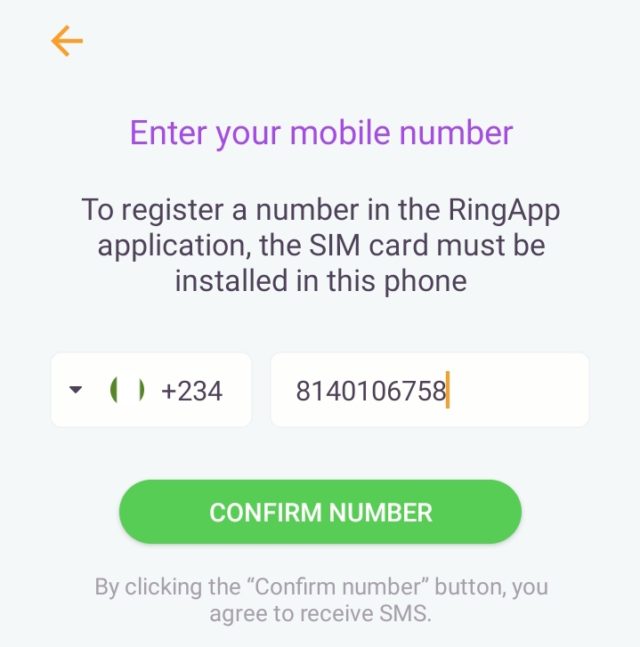 Enter your mobile number
To register a number in the RingApp
application, the SIM card must be
installed in this phone
+234 8140106758
CONFIRM NUMBER
By clicking the “Confirm number” button, you
agree to receive SMS.